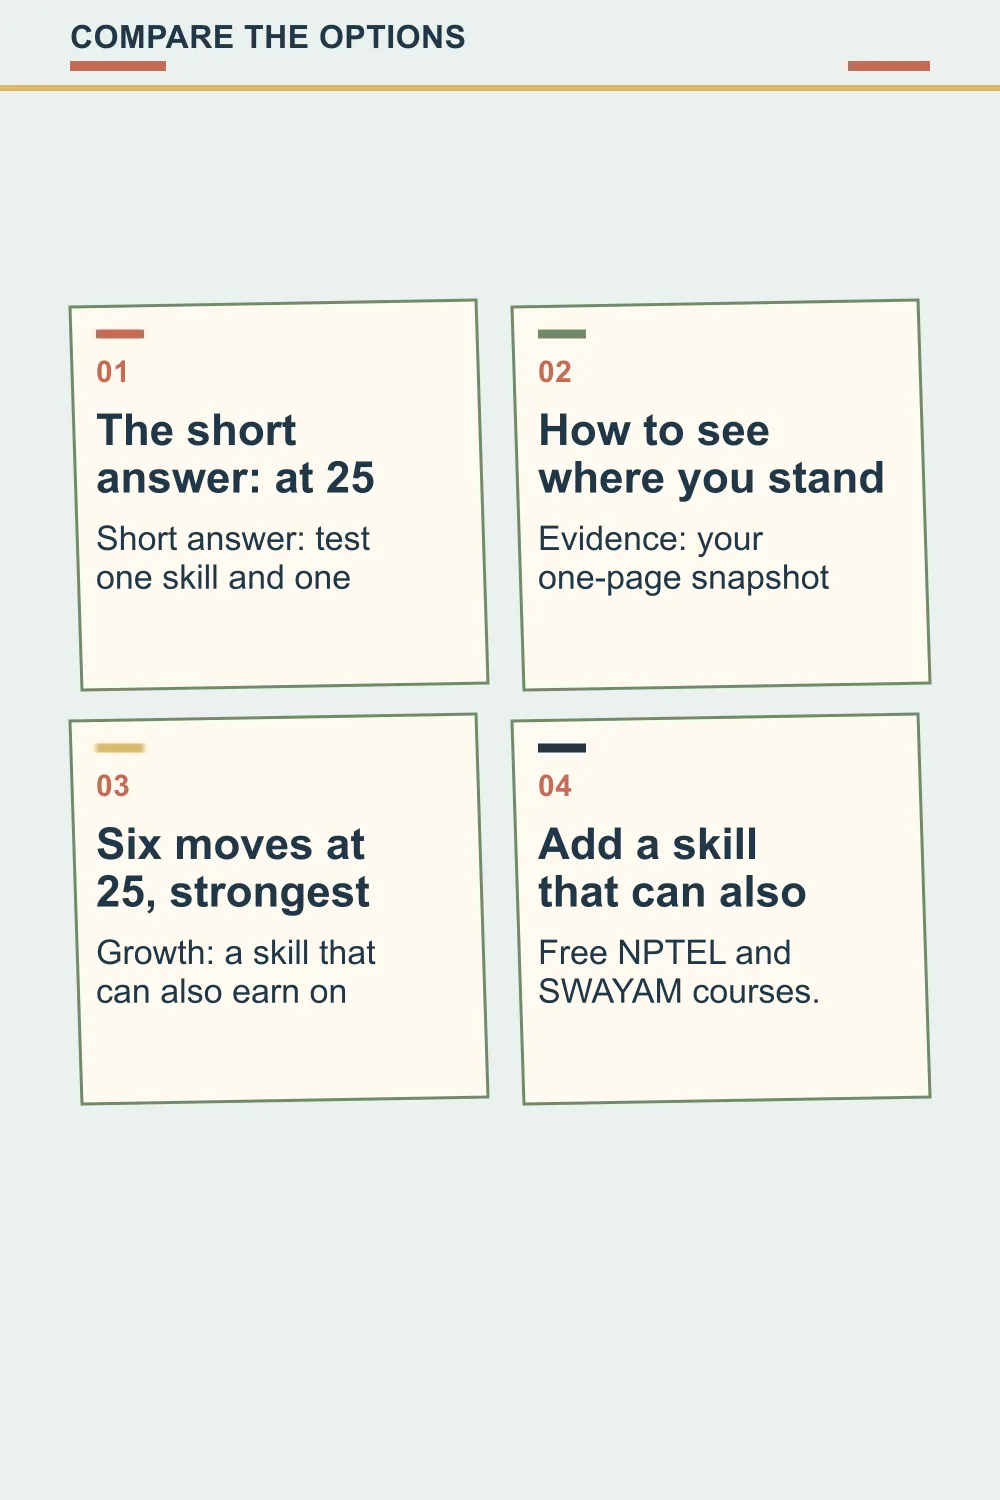 COMPARE THE OPTIONS
01
The short
answer: at 25
Short answer: test
one skill and one
02
How to see
where you stand
Evidence: your
one-page snapshot
03
Six moves at
25, strongest
Growth: a skill that
can also earn on
04
Add a skill
that can also
Free NPTEL and
SWAYAM courses.